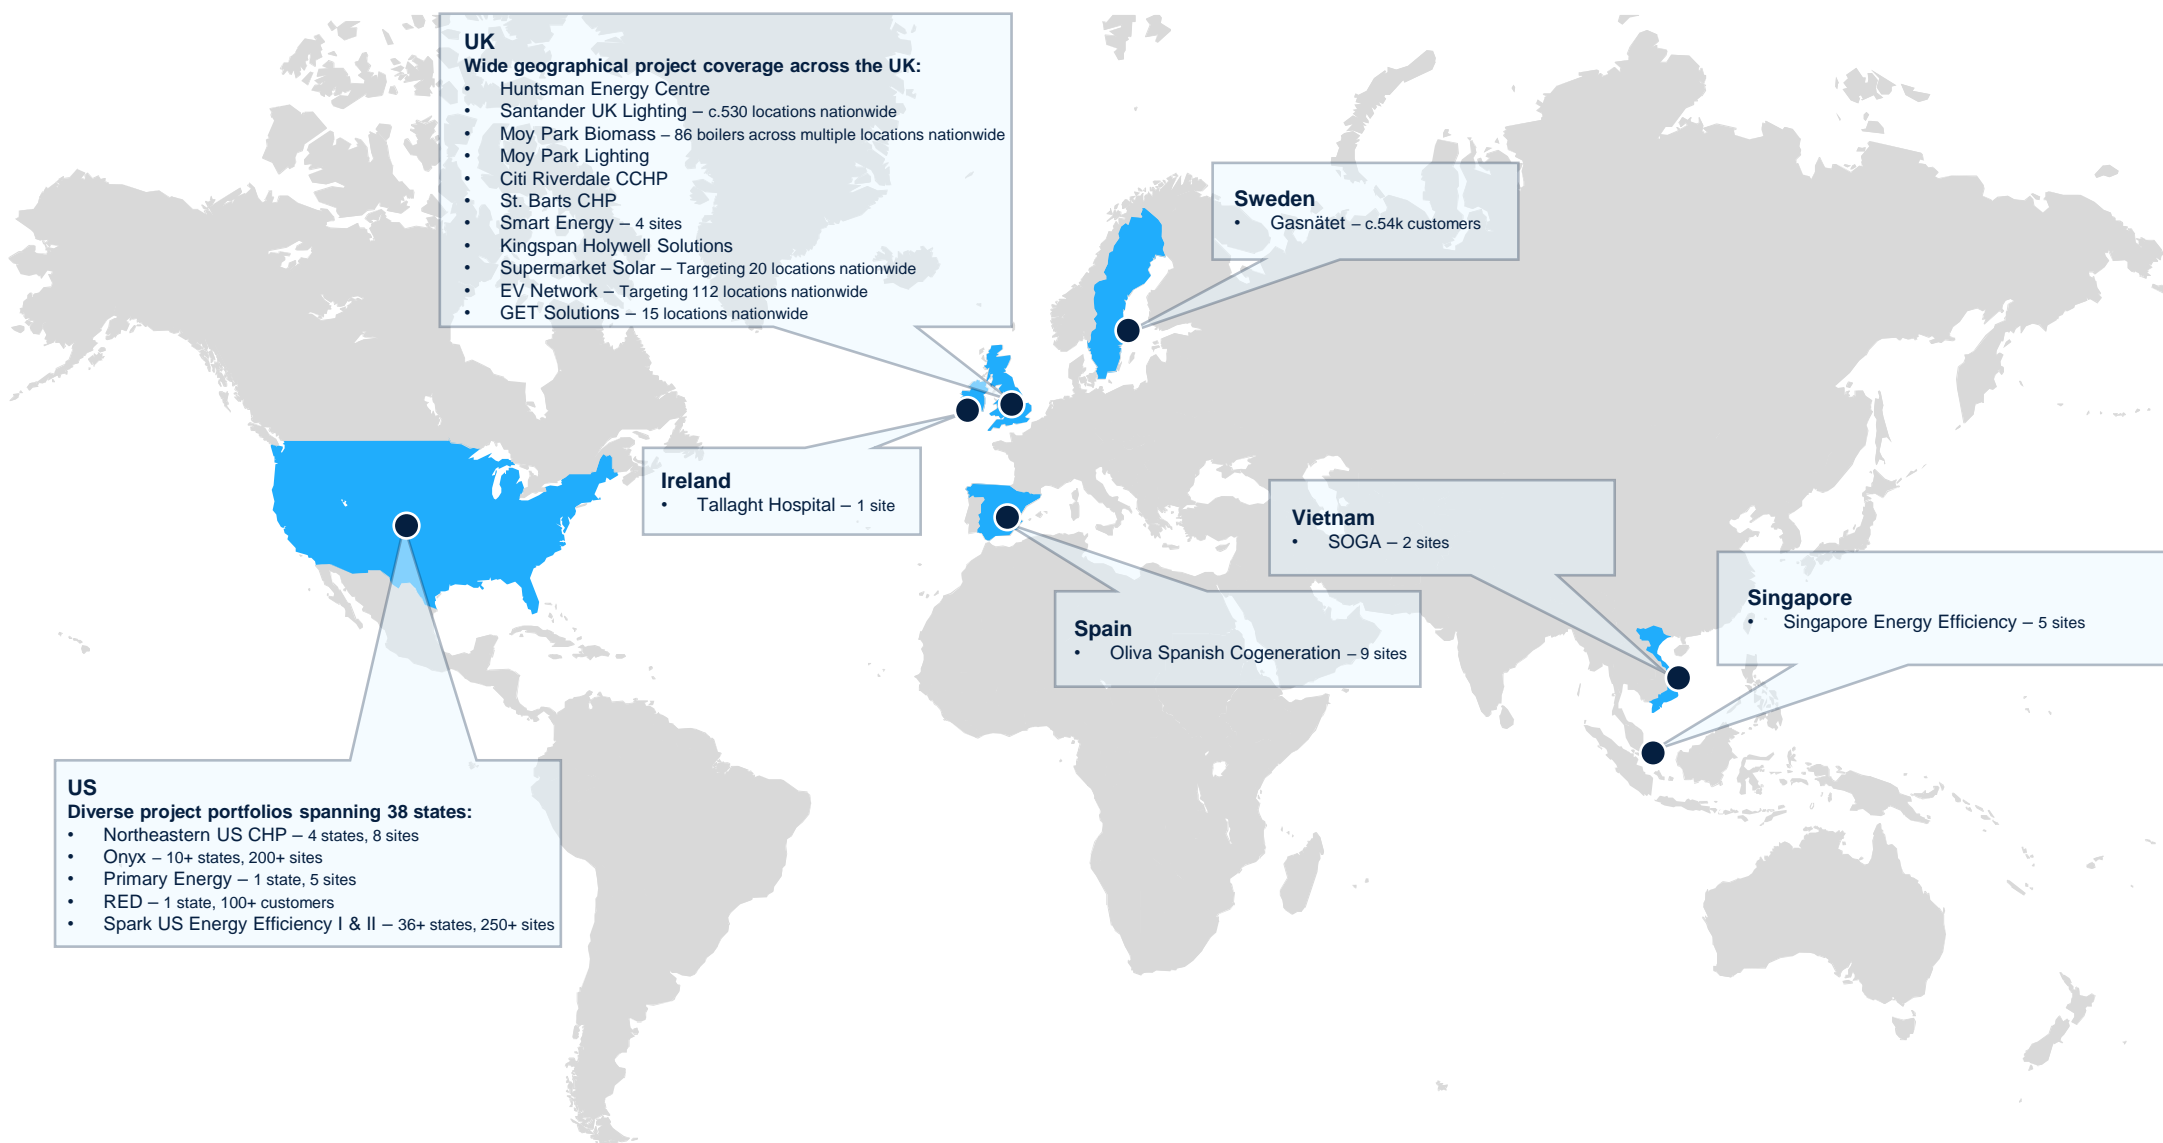 UK
Wide geographical project coverage across the UK:
• Huntsman Energy Centre
• Santander UK Lighting – c.530 locations nationwide
• Moy Park Biomass – 86 boilers across multiple locations nationwide
• Moy Park Lighting
• Citi Riverdale CCHP
• St. Barts CHP
• Smart Energy – 4 sites
• Kingspan Holywell Solutions
• Supermarket Solar – Targeting 20 locations nationwide
• EV Network – Targeting 112 locations nationwide
• GET Solutions – 15 locations nationwide
Sweden
• Gasnätet – c.54k customers
Ireland
• Tallaght Hospital – 1 site
Vietnam
• SOGA – 2 sites
Singapore
• Singapore Energy Efficiency – 5 sites
Spain
• Oliva Spanish Cogeneration – 9 sites
US
Diverse project portfolios spanning 38 states:
• Northeastern US CHP – 4 states, 8 sites
• Onyx – 10+ states, 200+ sites
• Primary Energy – 1 state, 5 sites
• RED – 1 state, 100+ customers
• Spark US Energy Efficiency I & II – 36+ states, 250+ sites